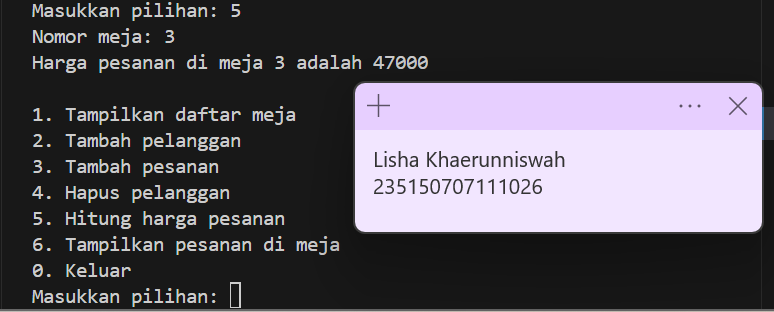 Masukkan pilihan: 5
Nomor meja: 3
Harga pesanan di meja 3 adalah 47000
1. Tampilkan daftar meja
2. Tambah pelanggan
3. Tambah pesanan
4. Hapus pelanggan
5. Hitung harga pesanan
6. Tampilkan pesanan di meja
0. Keluar
Masukkan pilihan:
Lisha Khaerunniswah
235150707111026